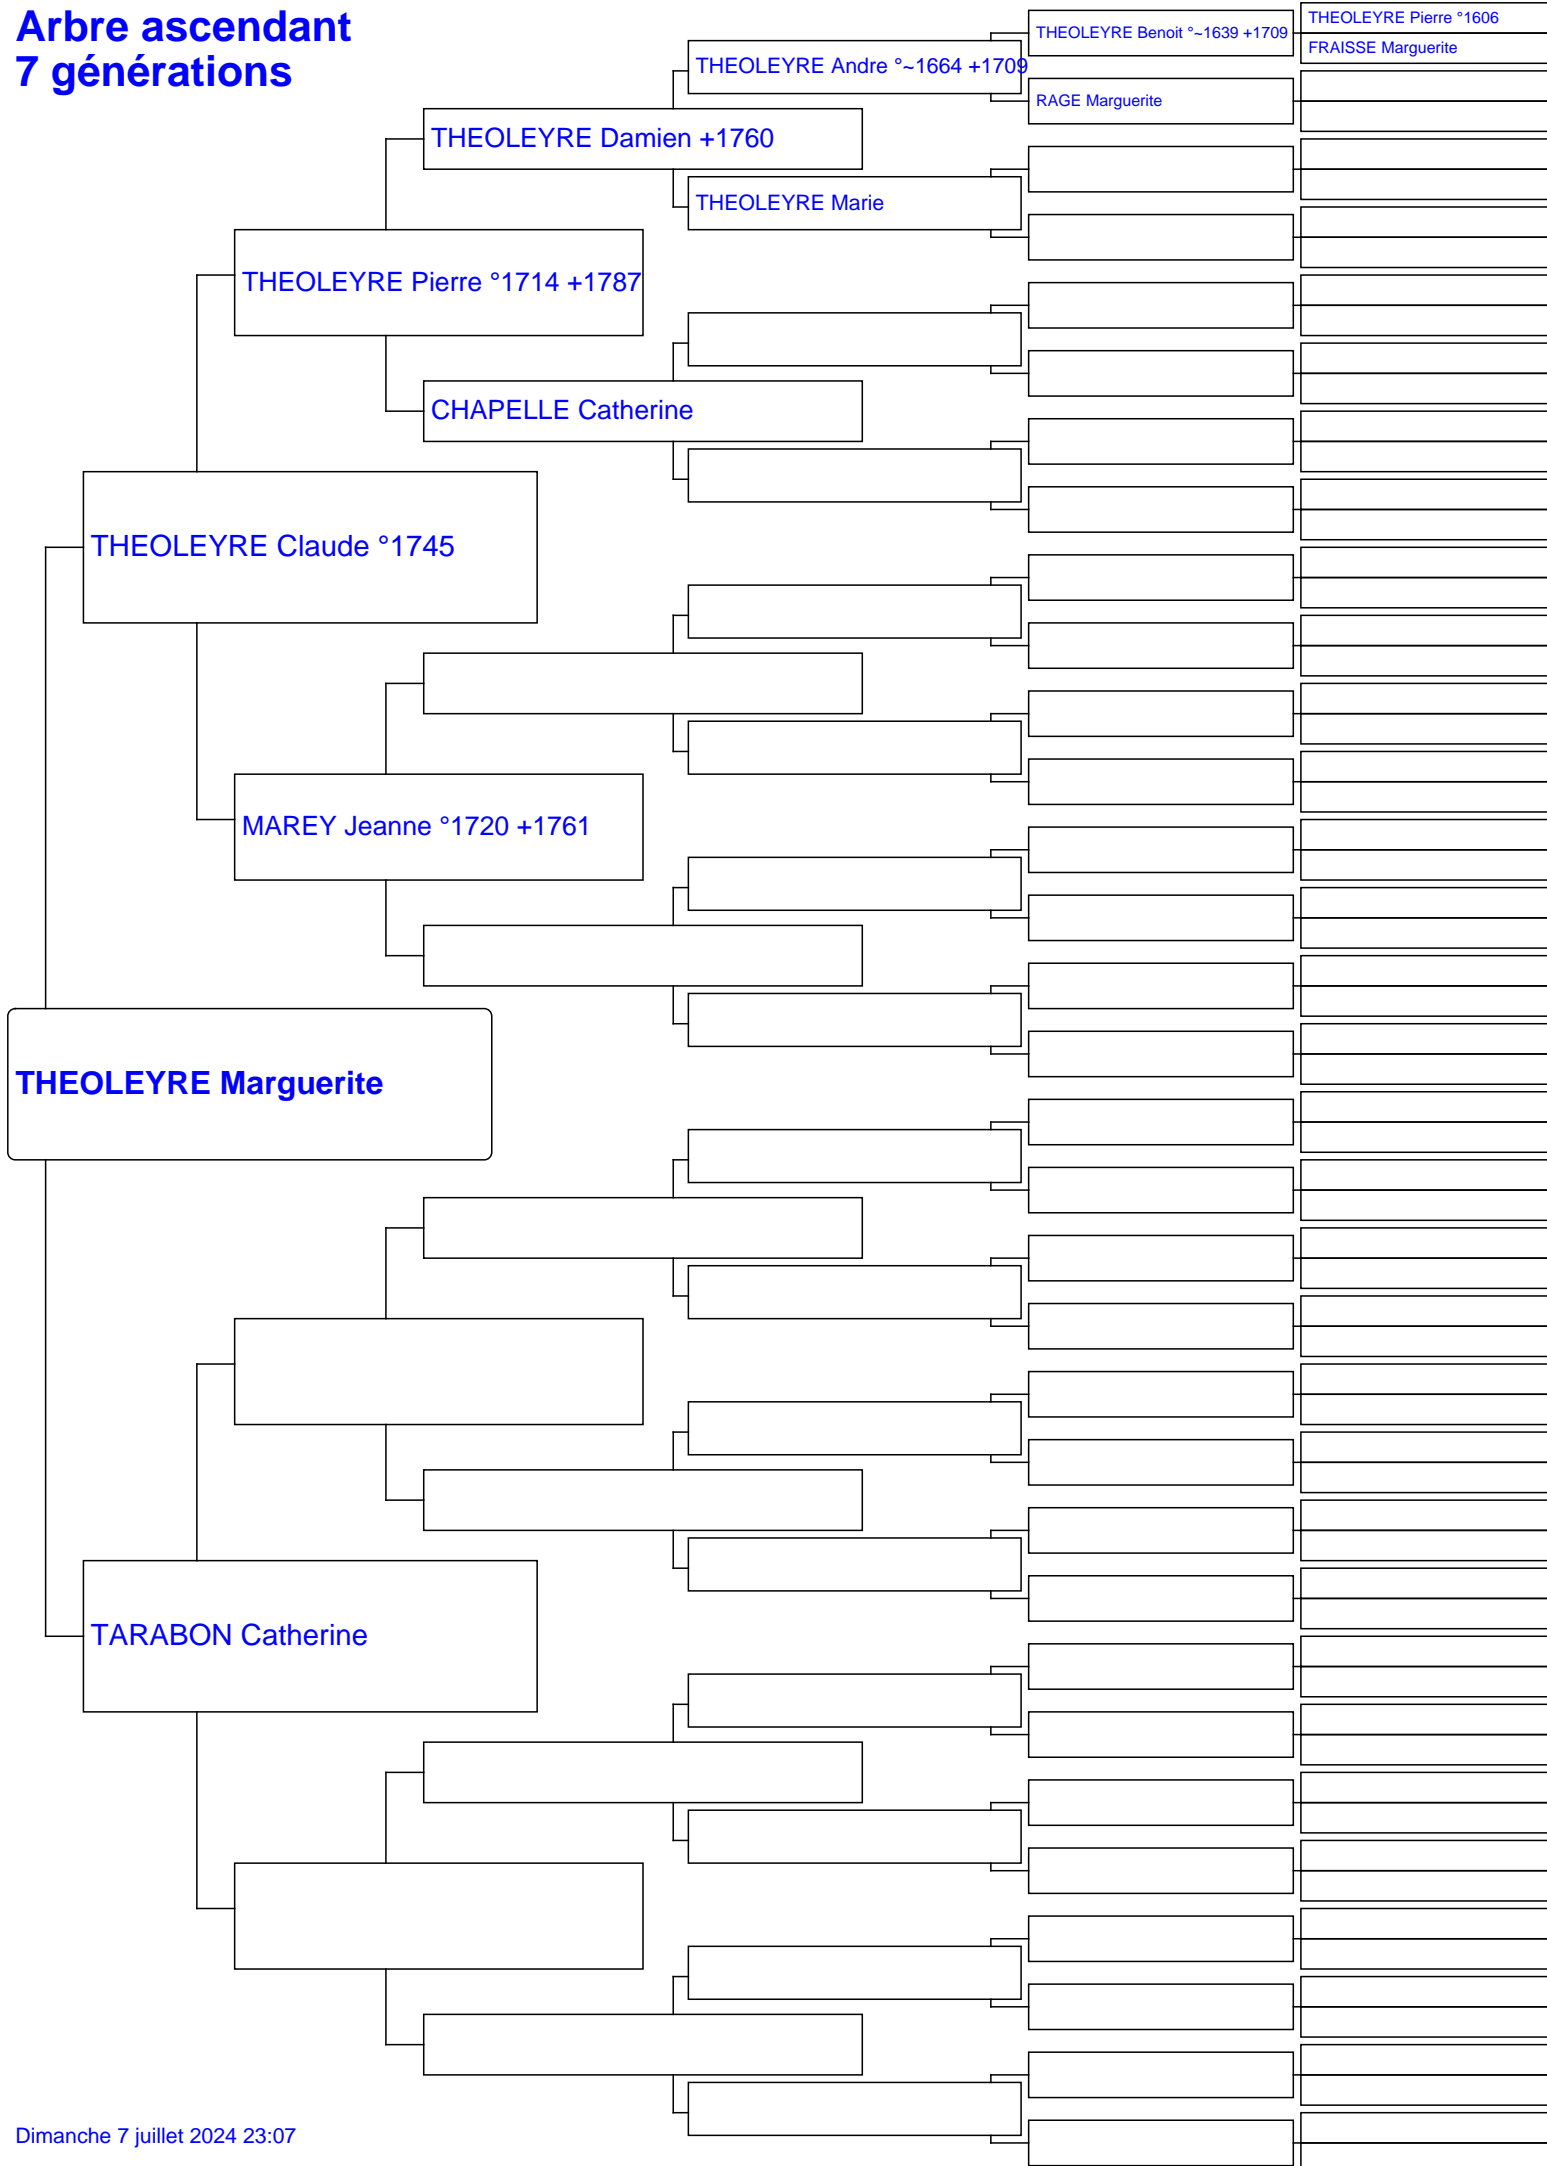 Arbre ascendant
7 générations
THEOLEYRE Pierre °1606
THEOLEYRE Benoit °~1639 +1709
FRAISSE Marguerite
THEOLEYRE Andre °~1664 +1709
RAGE Marguerite
THEOLEYRE Damien +1760
THEOLEYRE Marie
THEOLEYRE Pierre °1714 +1787
CHAPELLE Catherine
THEOLEYRE Claude °1745
MAREY Jeanne °1720 +1761
THEOLEYRE Marguerite
TARABON Catherine
Dimanche 7 juillet 2024 23:07